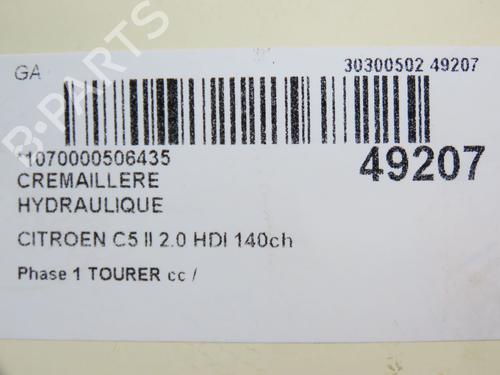 GA
30300502 49207
*1070000506435
49207
CREMAILLERE
HYDRAULIQUE
CITROEN C5 II 2.0 HDI 140ch
Phase 1 TOURER cc /
B-PARTS